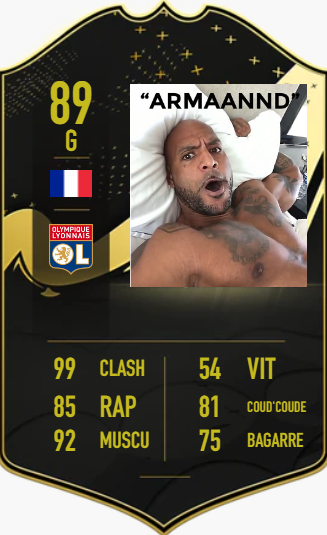 89
G
"ARMAANND"
OLYMPIQUE
LYONNAIS
OL
99 CLASH
85 RAP
92 MUSCU
54 VIT
81 COUD'COUDE
75 BAGARRE